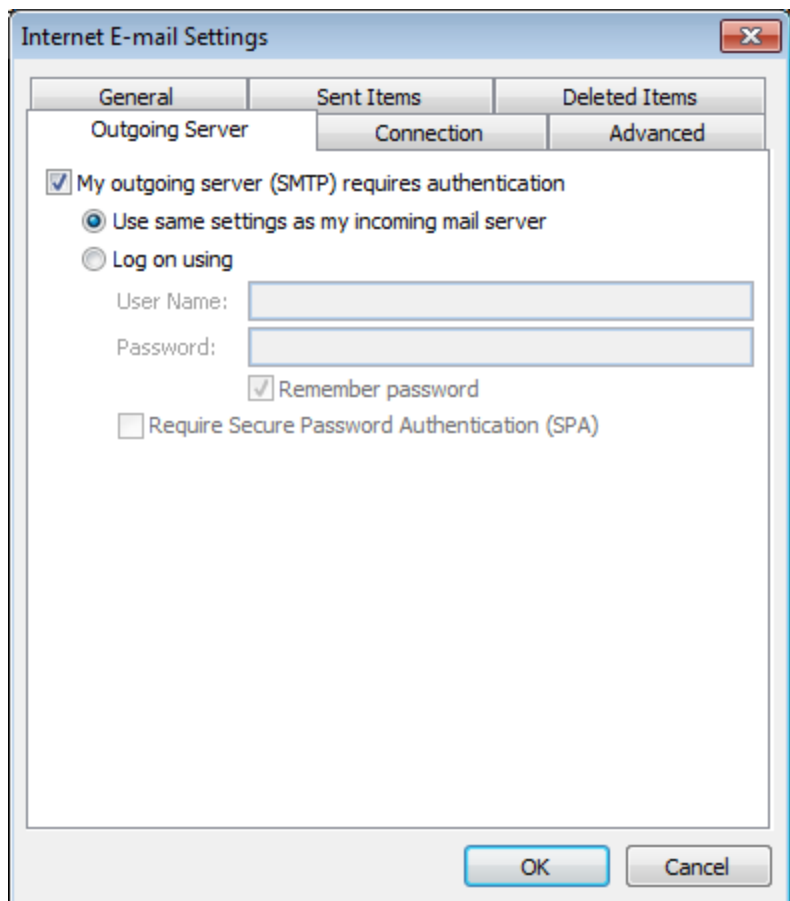 Internet E-mail Settings
General Sent Items Deleted Items
Outgoing Server Connection Advanced
My outgoing server (SMTP) requires authentication
Use same settings as my incoming mail server
Log on using
User Name:
Password:
Remember password
Require Secure Password Authentication (SPA)
OK Cancel